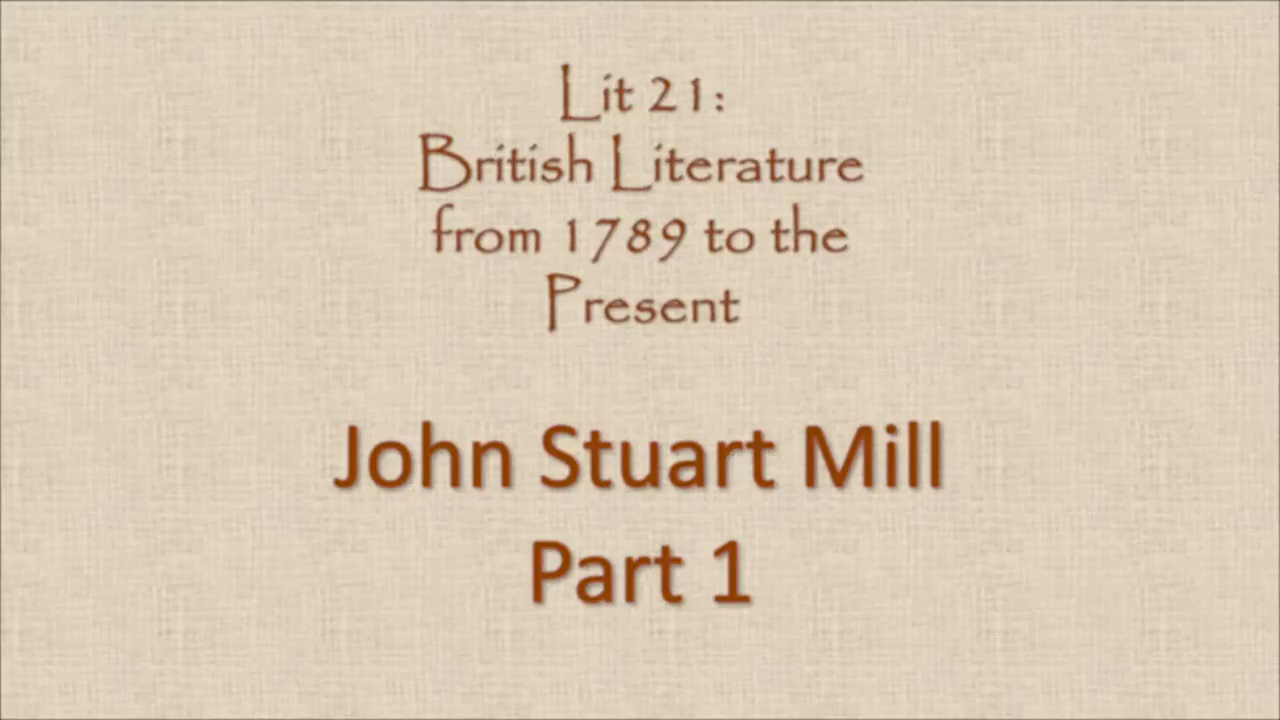 Lit 21:
British Literature
from 1789 to the
Present
John Stuart Mill
Part 1